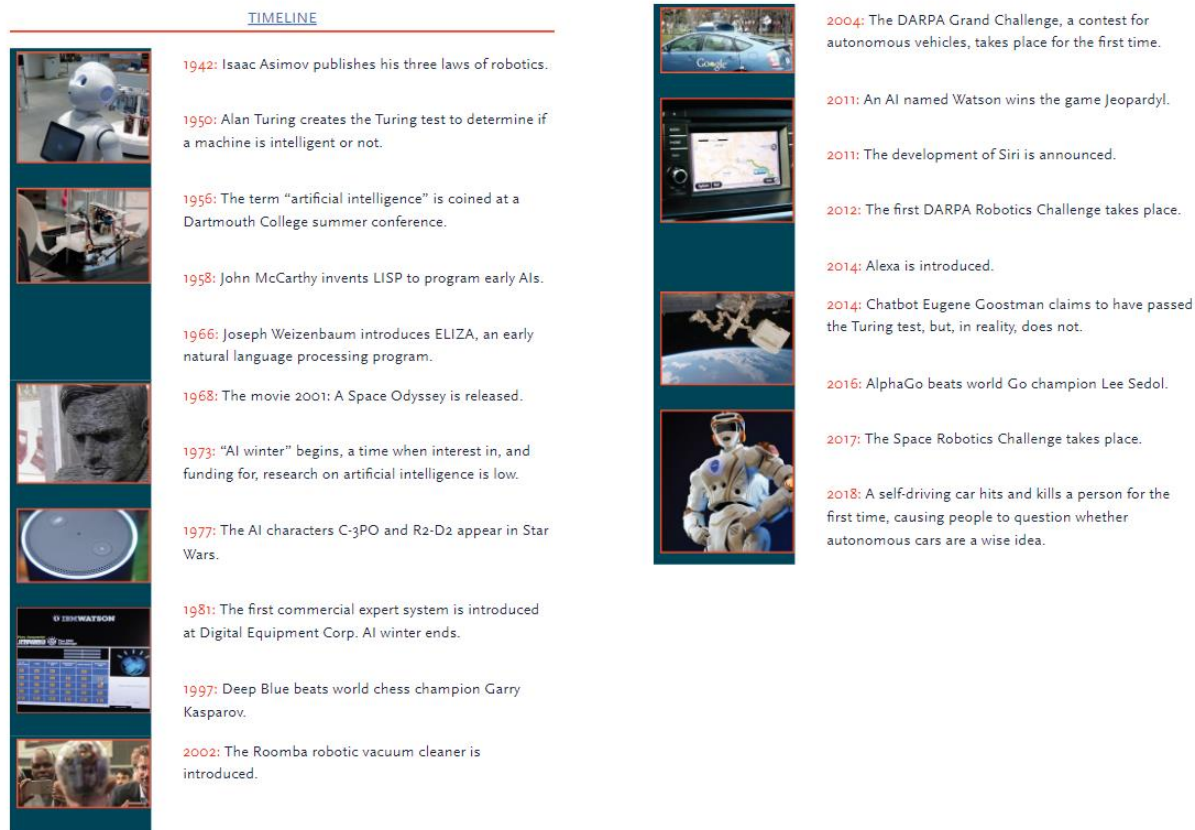 TIMELINE
1942: Isaac Asimov publishes his three laws of robotics.
1950: Alan Turing creates the Turing test to determine if
a machine is intelligent or not.
1956: The term “artificial intelligence” is coined at a
Dartmouth College summer conference.
1958: John McCarthy invents LISP to program early AIs.
1966: Joseph Weizenbaum introduces ELIZA, an early
natural language processing program.
1968: The movie 2001: A Space Odyssey is released.
1973: “AI winter” begins, a time when interest in, and
funding for, research on artificial intelligence is low.
1977: The AI characters C-3PO and R2-D2 appear in Star
Wars.
1981: The first commercial expert system is introduced
at Digital Equipment Corp. AI winter ends.
IBM WATSON
1997: Deep Blue beats world chess champion Garry
Kasparov.
2002: The Roomba robotic vacuum cleaner is
introduced.
2004: The DARPA Grand Challenge, a contest for
autonomous vehicles, takes place for the first time.
Google
2011: An AI named Watson wins the game Jeopardy!.
2011: The development of Siri is announced.
2012: The first DARPA Robotics Challenge takes place.
2014: Alexa is introduced.
2014: Chatbot Eugene Goostman claims to have passed
the Turing test, but, in reality, does not.
2016: AlphaGo beats world Go champion Lee Sedol.
2017: The Space Robotics Challenge takes place.
2018: A self-driving car hits and kills a person for the
first time, causing people to question whether
autonomous cars are a wise idea.